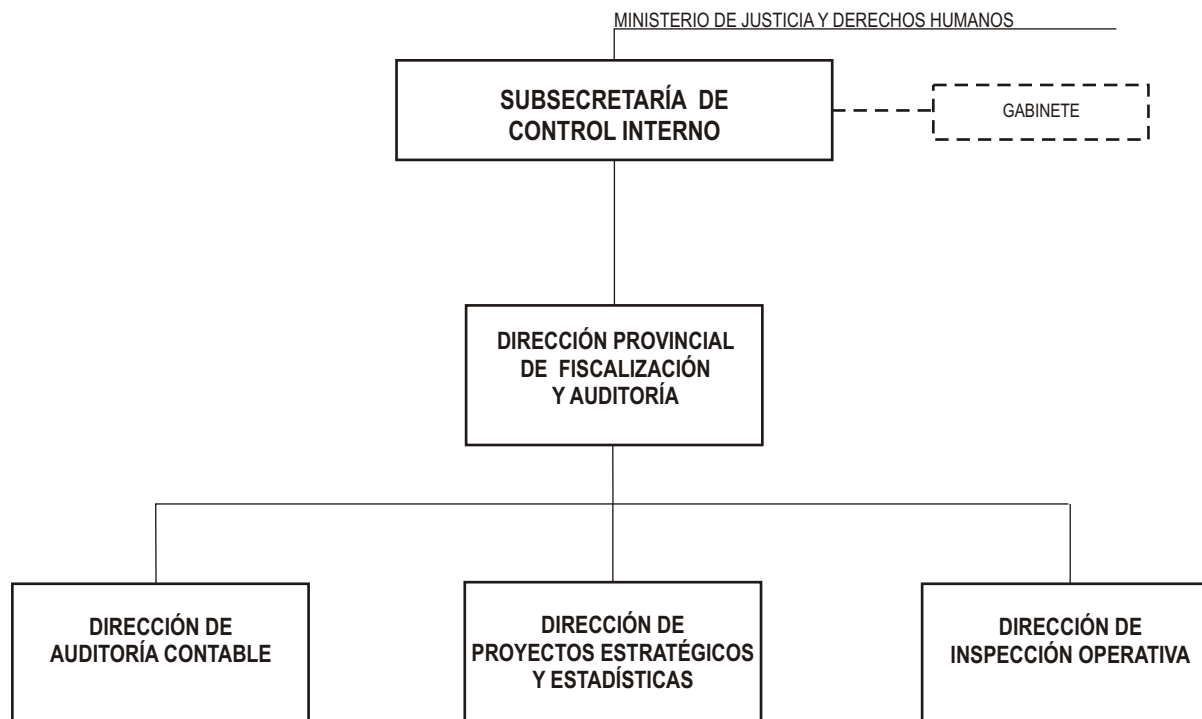 MINISTERIO DE JUSTICIA Y DERECHOS HUMANOS
SUBSECRETARÍA DE
CONTROL INTERNO
GABINETE
DIRECCIÓN PROVINCIAL
DE FISCALIZACIÓN
Y AUDITORÍA
DIRECCIÓN DE
AUDITORÍA CONTABLE
DIRECCIÓN DE
PROYECTOS ESTRATÉGICOS
Y ESTADÍSTICAS
DIRECCIÓN DE
INSPECCIÓN OPERATIVA